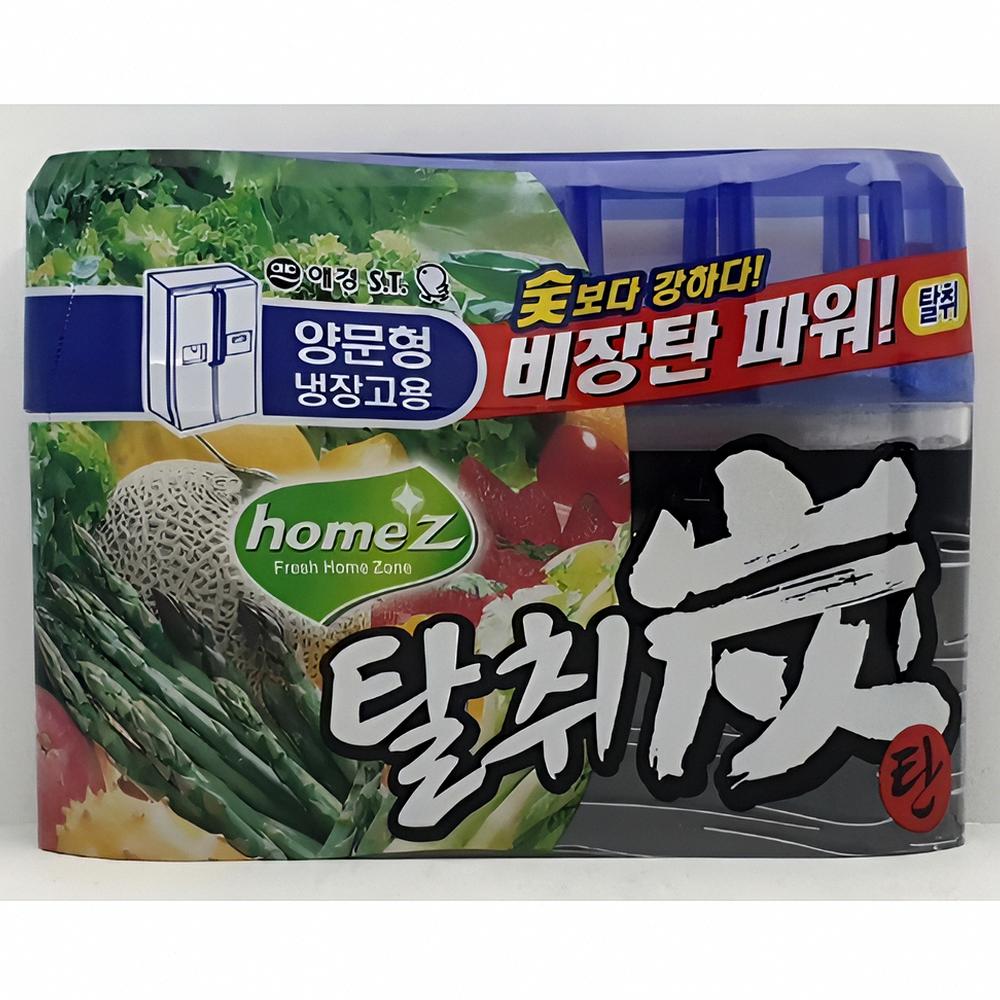 애경 S.T.
양문형
냉장고용
숯보다 강하다!
비장탄 파워!
탈취
homeZ
Fresh Home Zone
탈취숯
탄